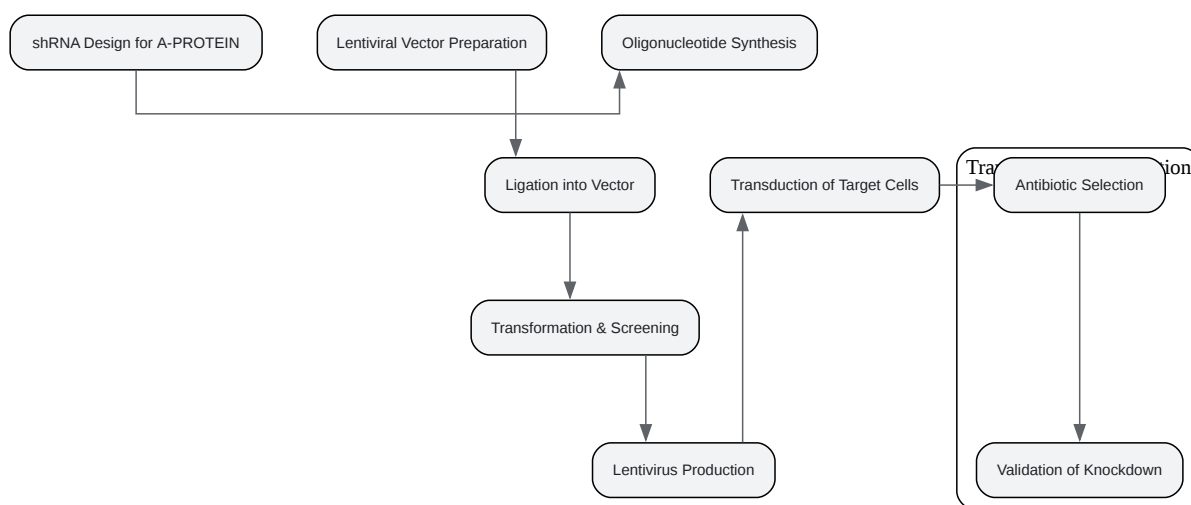 shRNA Design for A-PROTEIN
Lentiviral Vector Preparation
Oligonucleotide Synthesis
Ligation into Vector
Transduction of Target Cells
Antibiotic Selection
Transformation & Screening
Lentivirus Production
Validation of Knockdown